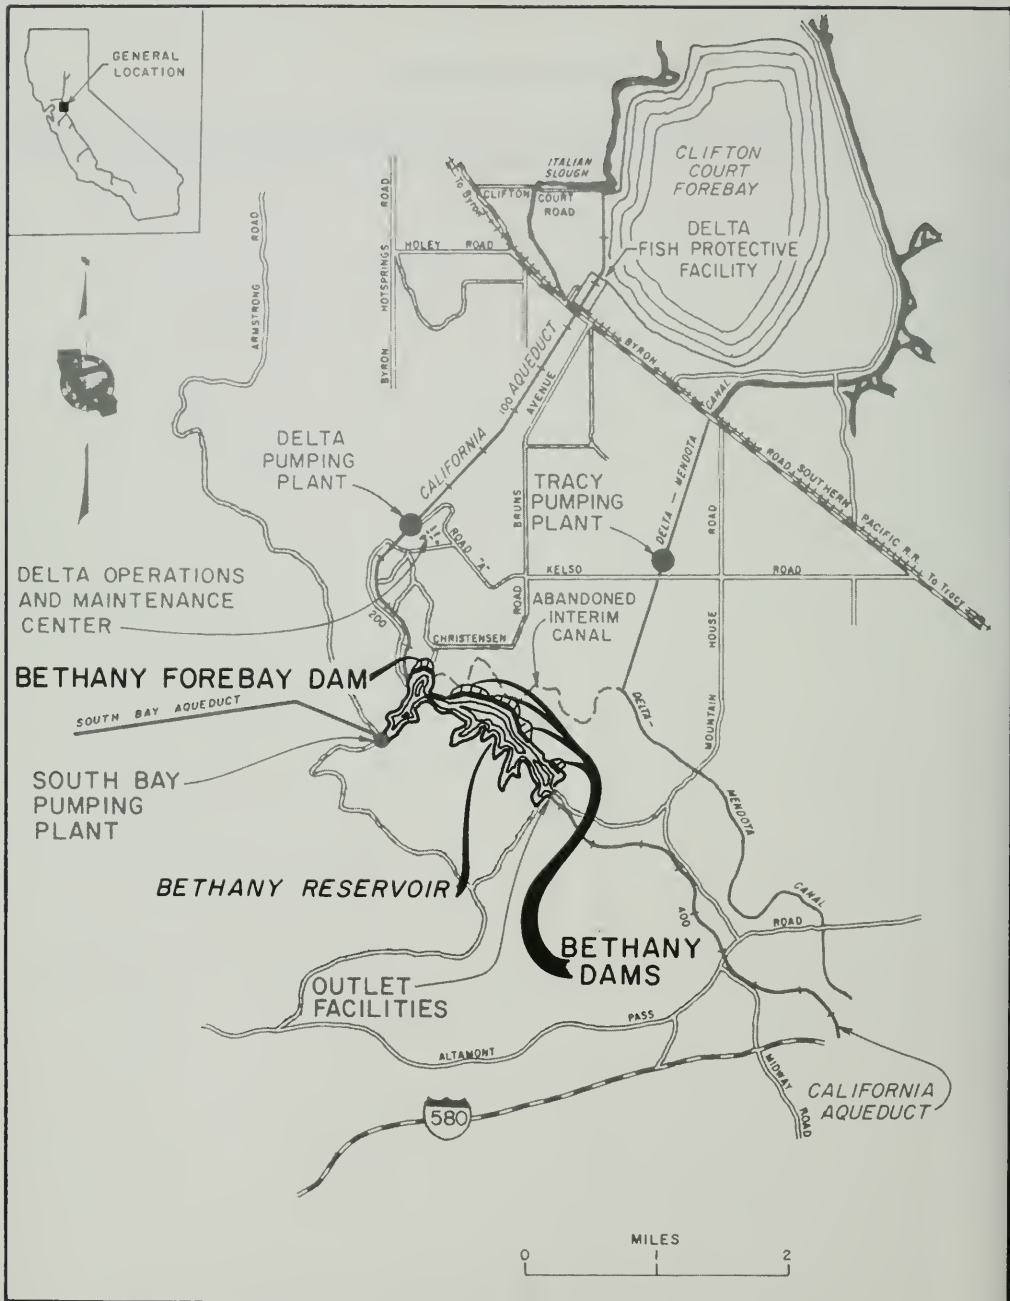 GENERAL
LOCATION
ITALIAN
SLOUGH
CLIFTON
COURT
FOREBAY
To Byron
CLIFTON COURT
ROAD
DELTA
FISH PROTECTIVE
FACILITY
ARMSTRONG ROAD
BYRON HOTSPRINGS ROAD
HOLEY ROAD
BYRON
ROAD
SOUTHERN
PACIFIC R.R.
To Tracy
CALIFORNIA 100 AQUEDUCT
BRUNS AVENUE
DELTA
PUMPING
PLANT
TRACY
PUMPING
PLANT
DELTA — MENDOTA CANAL
ROAD "A"
KELSO ROAD
DELTA OPERATIONS
AND MAINTENANCE
CENTER
200
ROAD
ABANDONED
INTERIM
CANAL
CHRISTENSEN
MOUNTAIN HOUSE ROAD
BETHANY FOREBAY DAM
SOUTH BAY AQUEDUCT
DELTA-
MENDOTA
CANAL
SOUTH BAY
PUMPING
PLANT
BETHANY RESERVOIR
400
ROAD
BETHANY
DAMS
OUTLET
FACILITIES
ALTAMONT
PASS
MIDWAY
ROAD
CALIFORNIA
AQUEDUCT
580
MILES
0 1 2